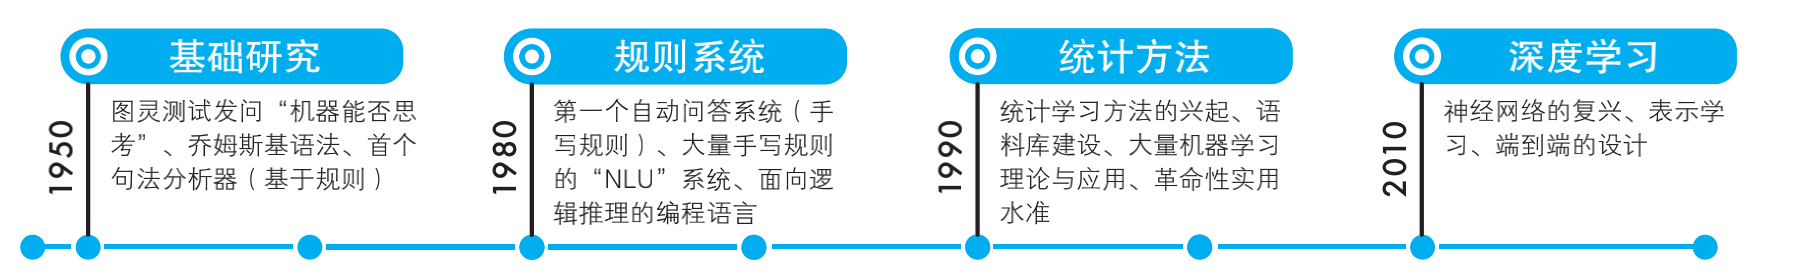 基础研究
1950
图灵测试发问“机器能否思
考”、乔姆斯基语法、首个
句法分析器（基于规则）
规则系统
1980
第一个自动问答系统（手
写规则）、大量手写规则
的“NLU”系统、面向逻
辑推理的编程语言
统计方法
1990
统计学习方法的兴起、语
料库建设、大量机器学习
理论与应用、革命性实用
水准
深度学习
2010
神经网络的复兴、表示学
习、端到端的设计